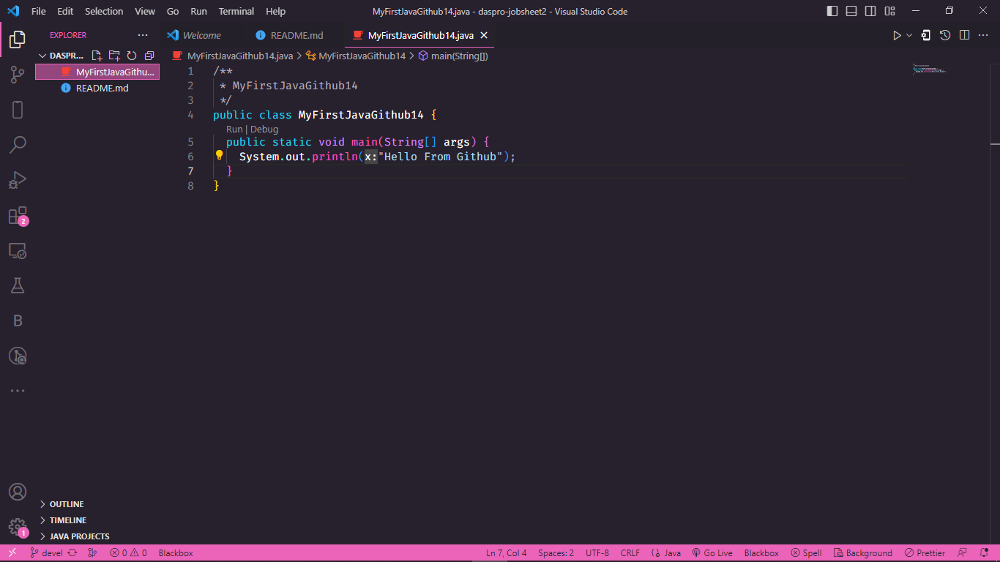 File Edit Selection View Go Run Terminal Help MyFirstJavaGithub14.java - daspro-jobsheet2 - Visual Studio Code
EXPLORER
Welcome README.md MyFirstJavaGithub14.java
DASPR...
MyFirstJavaGithu...
README.md
MyFirstJavaGithub14.java > MyFirstJavaGithub14 > main(String[])
1 /**
2 * MyFirstJavaGithub14
3 */
4 public class MyFirstJavaGithub14 {
Run | Debug
5 public static void main(String[] args) {
6 System.out.println(x:"Hello From Github");
7 }
8 }
2
B
OUTLINE
TIMELINE
JAVA PROJECTS
1
devel 0 0 Blackbox Ln 7, Col 4 Spaces: 2 UTF-8 CRLF Java Go Live Blackbox Spell Background Prettier